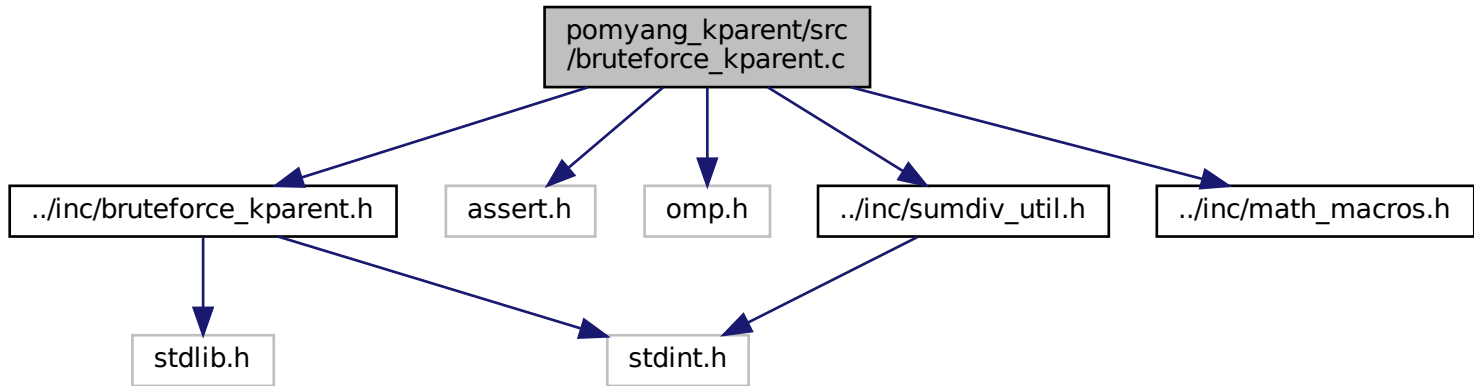 pomyang_kparent/src
/bruteforce_kparent.c
../inc/bruteforce_kparent.h
assert.h
omp.h
../inc/sumdiv_util.h
../inc/math_macros.h
stdlib.h
stdint.h